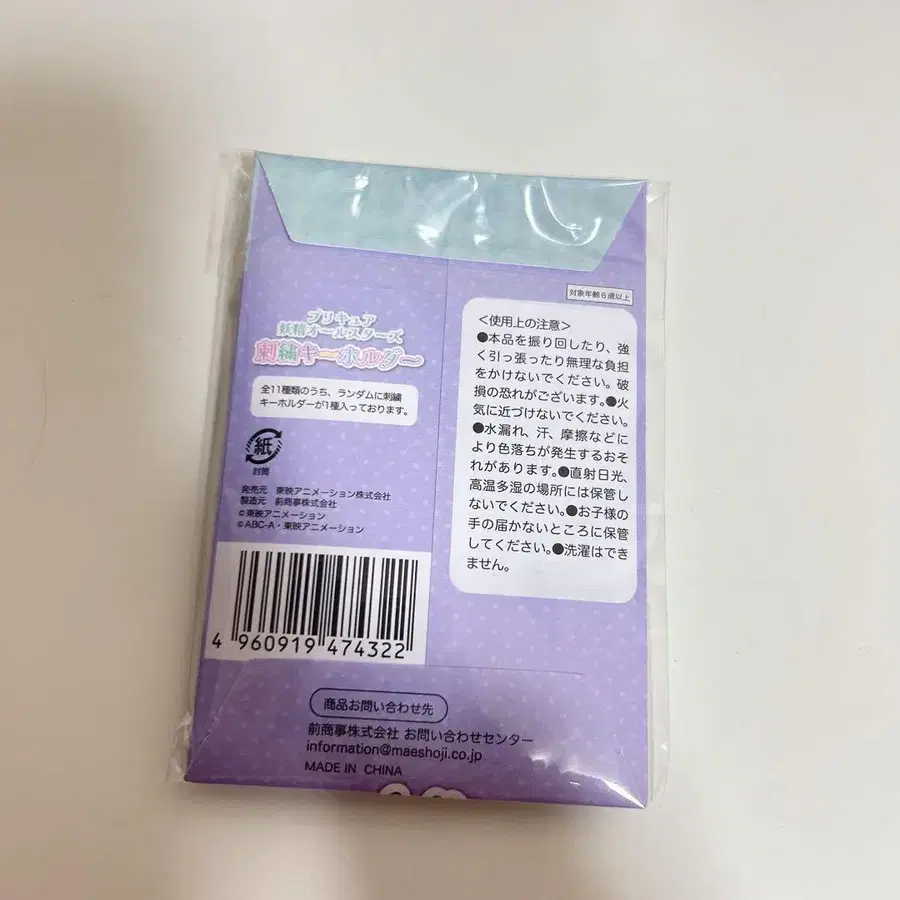 プリキュア
妖精オールスターズ
刺繍キーホルダー
全11種類のうち、ランダムに刺繍
キーホルダーが1種入っております。
紙
封筒
発売元 東映アニメーション株式会社
製造元 前商事株式会社
©東映アニメーション
©ABC-A・東映アニメーション
4 960919 474322
対象年齢6歳以上
＜使用上の注意＞
●本品を振り回したり、強
く引っ張ったり無理な負担
をかけないでください。破
損の恐れがございます。●火
気に近づけないでください。
●水漏れ、汗、摩擦などに
より色落ちが発生するおそ
れがあります。●直射日光、
高温多湿の場所には保管し
ないでください。●お子様の
手の届かないところに保管
してください。●洗濯はでき
ません。
商品お問い合わせ先
前商事株式会社 お問い合わせセンター
information@maeshoji.co.jp
MADE IN CHINA